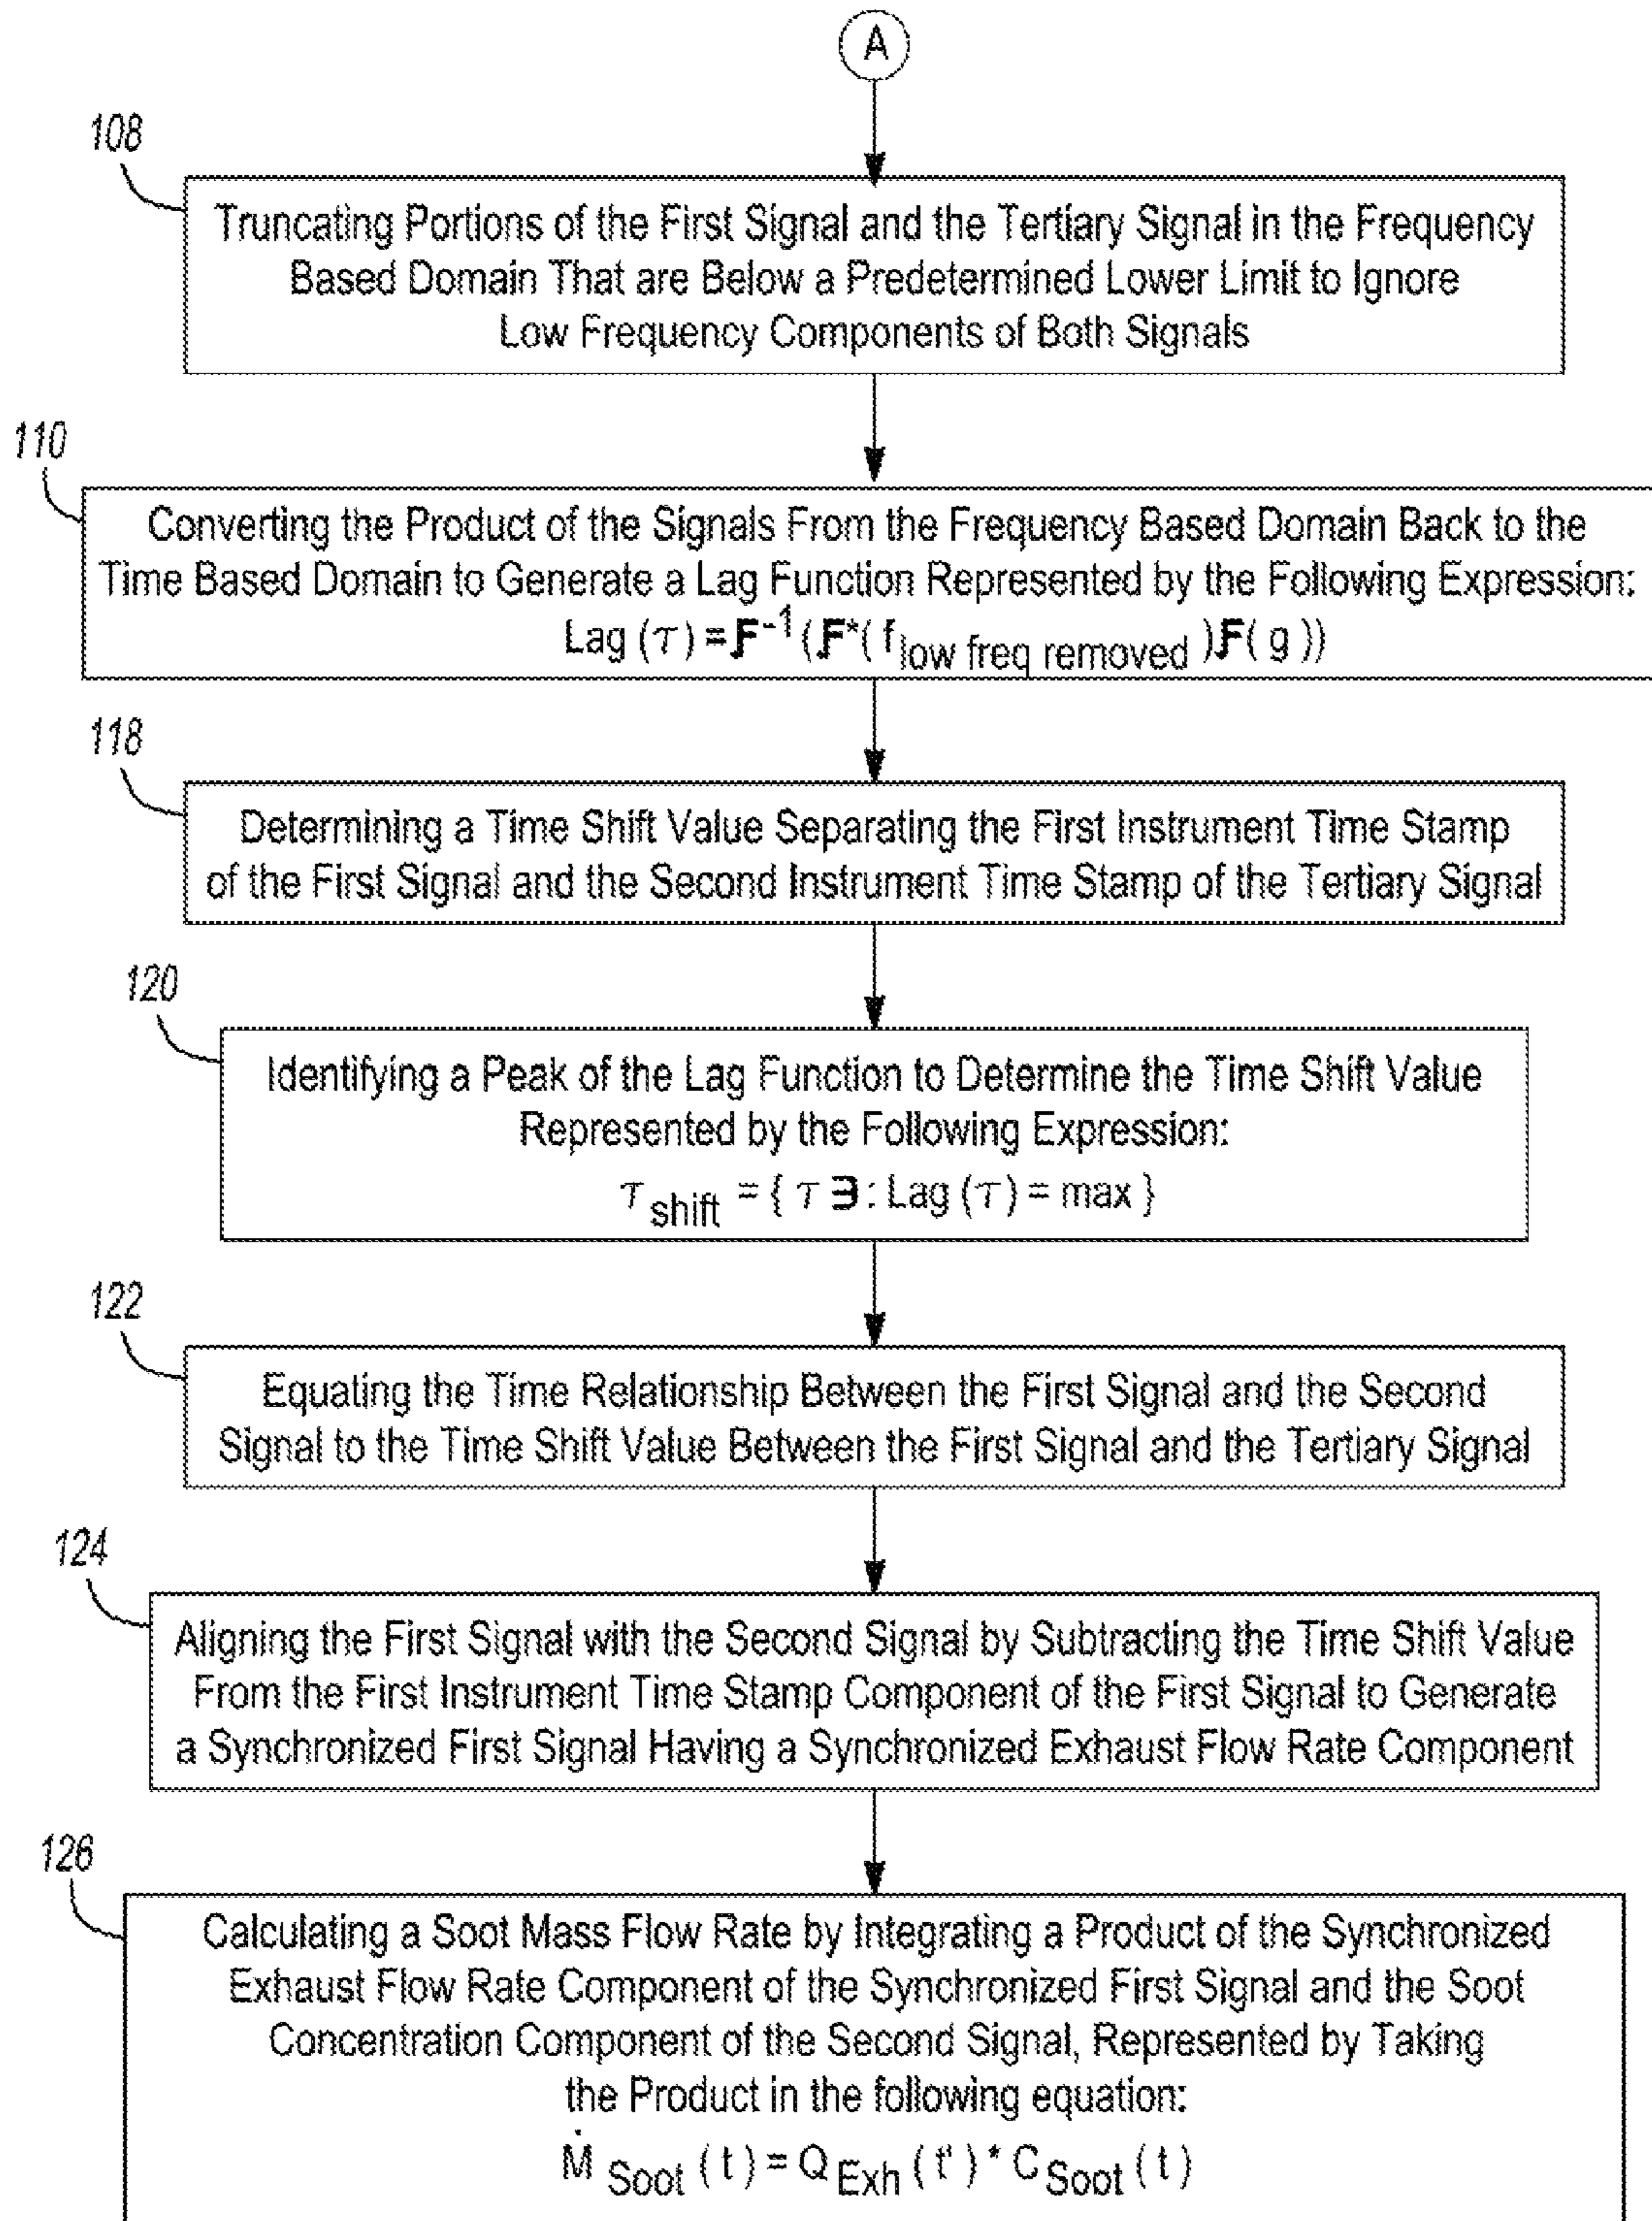 A
108
Truncating Portions of the First Signal and the Tertiary Signal in the Frequency
Based Domain That are Below a Predetermined Lower Limit to Ignore
Low Frequency Components of Both Signals
110
Converting the Product of the Signals From the Frequency Based Domain Back to the
Time Based Domain to Generate a Lag Function Represented by the Following Expression:
Lag (τ) = F⁻¹ (F*( f low freq removed )F( g ))
118
Determining a Time Shift Value Separating the First Instrument Time Stamp
of the First Signal and the Second Instrument Time Stamp of the Tertiary Signal
120
Identifying a Peak of the Lag Function to Determine the Time Shift Value
Represented by the Following Expression:
τ shift = { τ ∋ : Lag (τ) = max }
122
Equating the Time Relationship Between the First Signal and the Second
Signal to the Time Shift Value Between the First Signal and the Tertiary Signal
124
Aligning the First Signal with the Second Signal by Subtracting the Time Shift Value
From the First Instrument Time Stamp Component of the First Signal to Generate
a Synchronized First Signal Having a Synchronized Exhaust Flow Rate Component
126
Calculating a Soot Mass Flow Rate by Integrating a Product of the Synchronized
Exhaust Flow Rate Component of the Synchronized First Signal and the Soot
Concentration Component of the Second Signal, Represented by Taking
the Product in the following equation:
Ṁ Soot ( t ) = Q Exh ( t' ) * C Soot ( t )